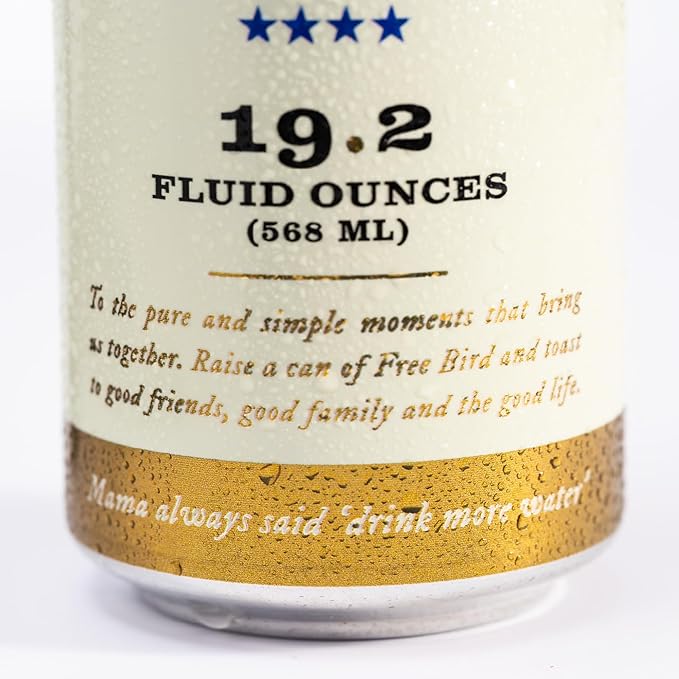 19.2
FLUID OUNCES
(568 ML)
To the pure and simple moments that bring
us together. Raise a can of Free Bird and toast
to good friends, good family and the good life.
Mama always said 'drink more water'